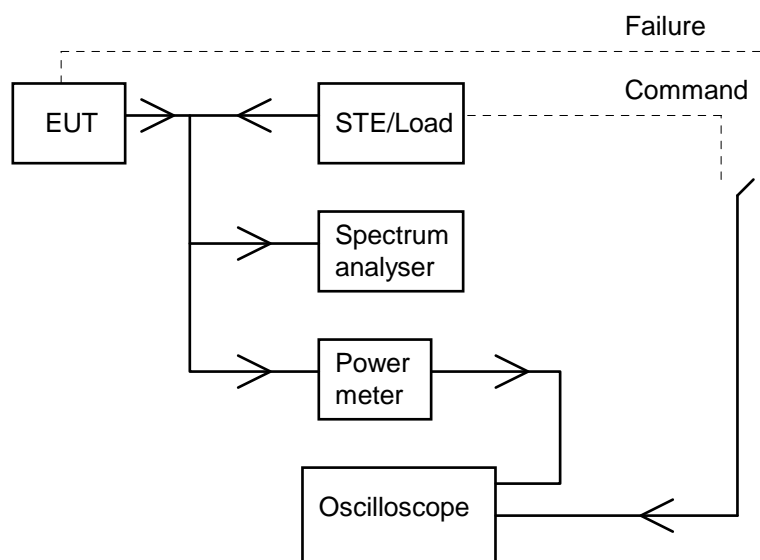 Failure
Command
EUT
STE/Load
Spectrum
analyser
Power
meter
Oscilloscope